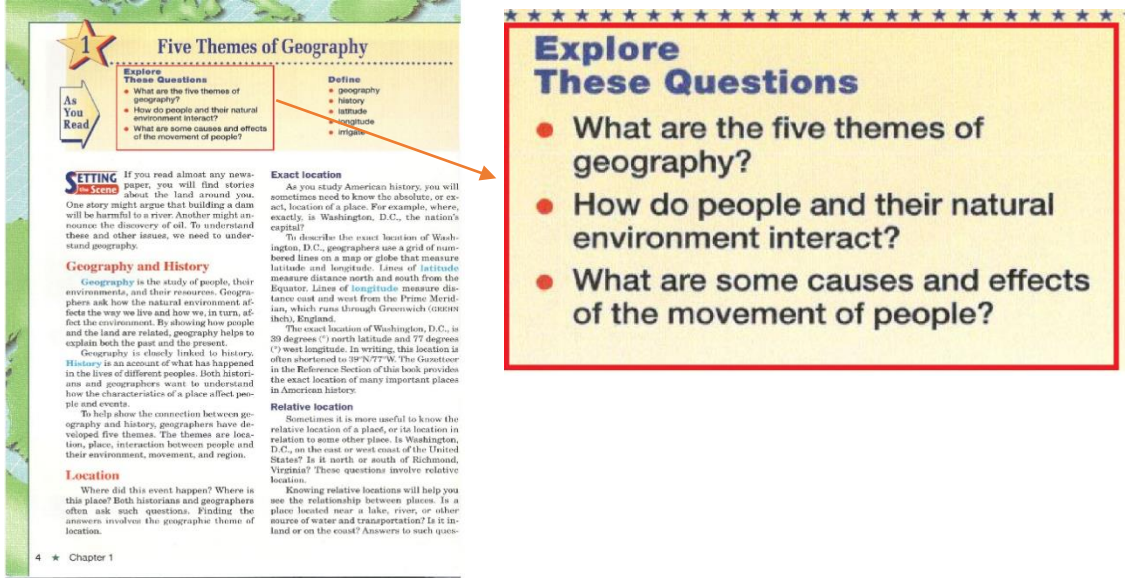 1
Five Themes of Geography
As
You
Read
Explore
These Questions
• What are the five themes of
geography?
• How do people and their natural
environment interact?
• What are some causes and effects
of the movement of people?
Define
• geography
• history
• latitude
• longitude
• irrigate
SETTING
the Scene
If you read almost any news-
paper, you will find stories
about the land around you.
One story might argue that building a dam
will be harmful to a river. Another might an-
nounce the discovery of oil. To understand
these and other issues, we need to under-
stand geography.
Geography and History
Geography is the study of people, their
environments, and their resources. Geogra-
phers ask how the natural environment af-
fects the way we live and how we, in turn, af-
fect the environment. By showing how people
and the land are related, geography helps to
explain both the past and the present.
Geography is closely linked to history.
History is an account of what has happened
in the lives of different peoples. Both histori-
ans and geographers want to understand
how the characteristics of a place affect peo-
ple and events.
To help show the connection between ge-
ography and history, geographers have de-
veloped five themes. The themes are loca-
tion, place, interaction between people and
their environment, movement, and region.
Location
Where did this event happen? Where is
this place? Both historians and geographers
often ask such questions. Finding the
answers involves the geographic theme of
location.
Exact location
As you study American history, you will
sometimes need to know the absolute, or ex-
act, location of a place. For example, where,
exactly, is Washington, D.C., the nation's
capital?
To describe the exact location of Wash-
ington, D.C., geographers use a grid of num-
bered lines on a map or globe that measure
latitude and longitude. Lines of latitude
measure distance north and south from the
Equator. Lines of longitude measure dis-
tance east and west from the Prime Merid-
ian, which runs through Greenwich (GREHN
ihch), England.
The exact location of Washington, D.C., is
39 degrees (°) north latitude and 77 degrees
(°) west longitude. In writing, this location is
often shortened to 39°N/77°W. The Gazetteer
in the Reference Section of this book provides
the exact location of many important places
in American history.
Relative location
Sometimes it is more useful to know the
relative location of a place, or its location in
relation to some other place. Is Washington,
D.C., on the east or west coast of the United
States? Is it north or south of Richmond,
Virginia? These questions involve relative
location.
Knowing relative locations will help you
see the relationship between places. Is a
place located near a lake, river, or other
source of water and transportation? Is it in-
land or on the coast? Answers to such ques-
4 ★ Chapter 1
Explore
These Questions
• What are the five themes of
geography?
• How do people and their natural
environment interact?
• What are some causes and effects
of the movement of people?